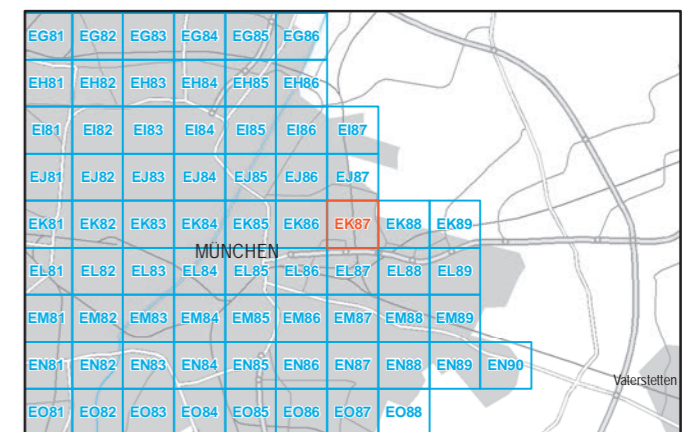 EG81 EG82 EG83 EG84 EG85 EG86
EH81 EH82 EH83 EH84 EH85 EH86
EI81 EI82 EI83 EI84 EI85 EI86 EI87
EJ81 EJ82 EJ83 EJ84 EJ85 EJ86 EJ87
EK81 EK82 EK83 EK84 EK85 EK86 EK87 EK88 EK89
MÜNCHEN
EL81 EL82 EL83 EL84 EL85 EL86 EL87 EL88 EL89
EM81 EM82 EM83 EM84 EM85 EM86 EM87 EM88 EM89
EN81 EN82 EN83 EN84 EN85 EN86 EN87 EN88 EN89 EN90
Vaterstetten
EO81 EO82 EO83 EO84 EO85 EO86 EO87 EO88